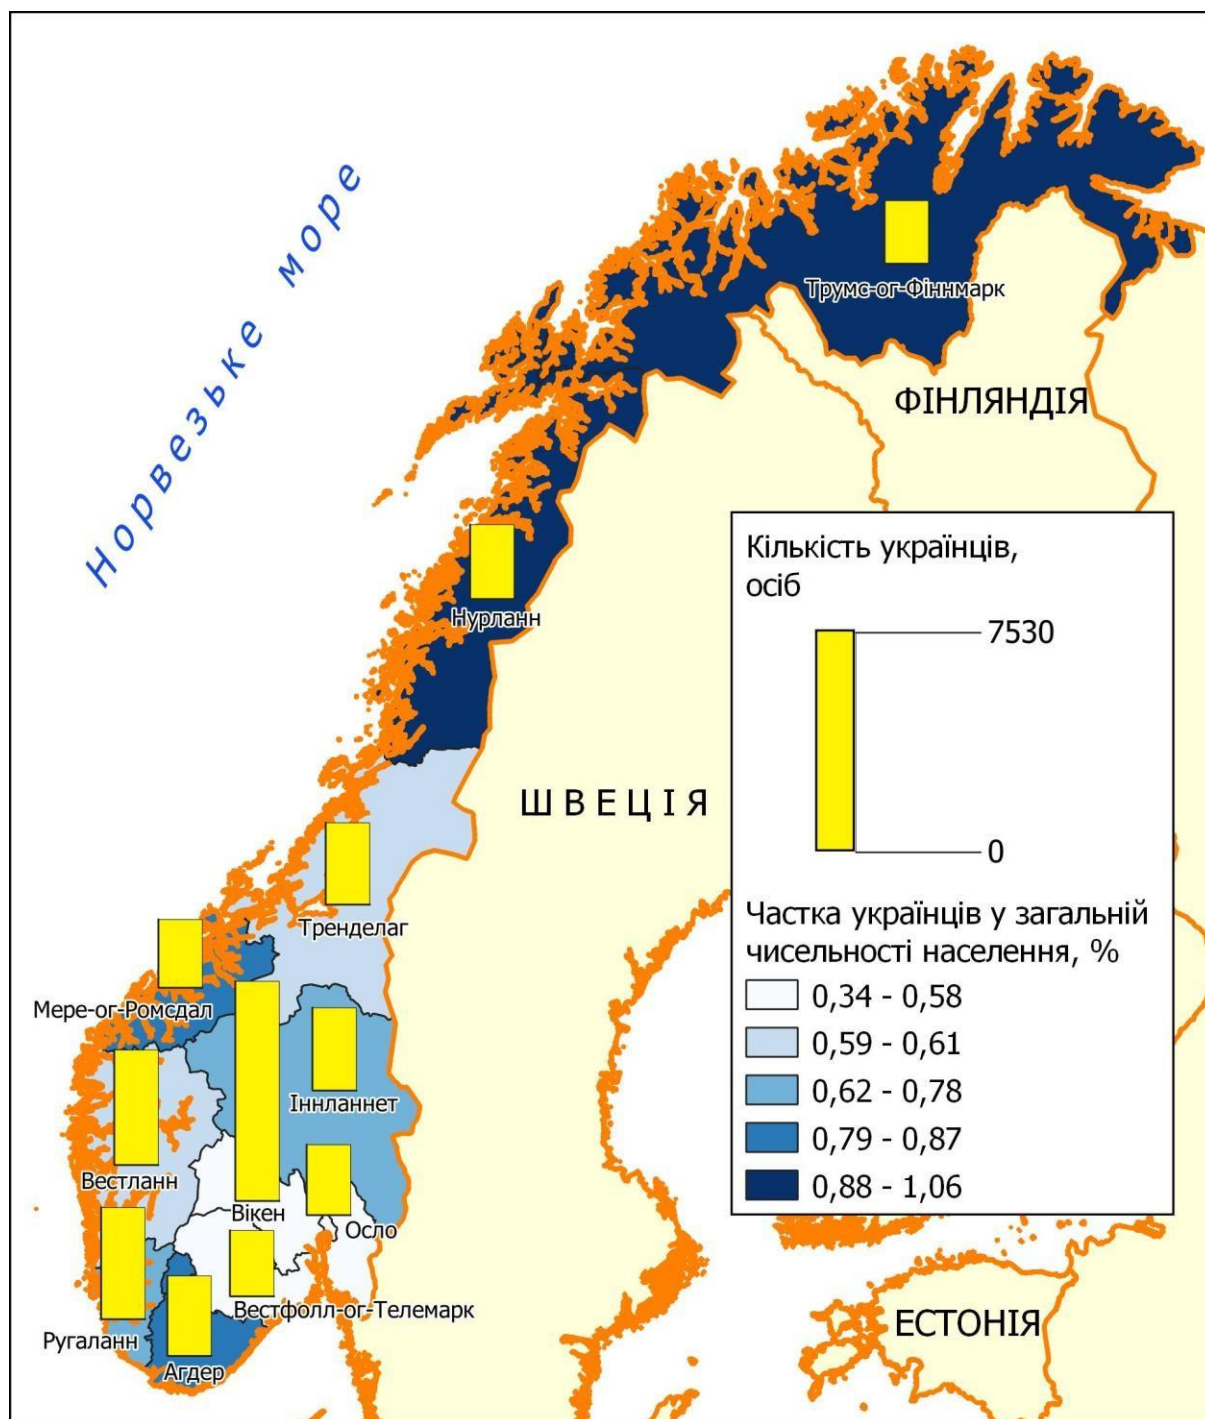 Норвезьке море
Трумс-ог-Фіннмарк
ФІНЛЯНДІЯ
Кількість українців,
осіб
7530
0
Нурланн
ШВЕЦІЯ
Частка українців у загальній
чисельності населення, %
0,34 - 0,58
0,59 - 0,61
0,62 - 0,78
0,79 - 0,87
0,88 - 1,06
Тренделаг
Мере-ог-Ромсдал
Іннланнет
Вестланн
Вікен
Осло
Вестфолл-ог-Телемарк
Ругаланн
Агдер
ЕСТОНІЯ